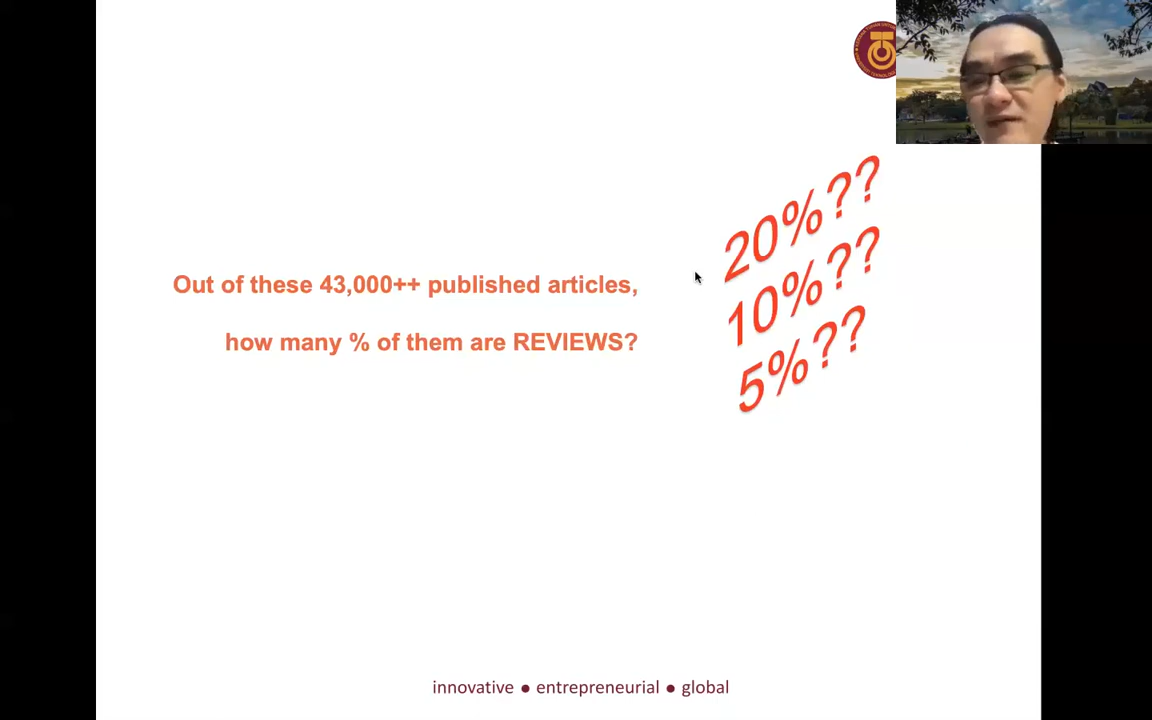 Out of these 43,000++ published articles,
how many % of them are REVIEWS?
20%??
10%??
5%??
innovative ● entrepreneurial ● global